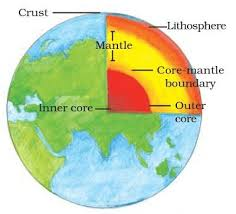 Crust
Lithosphere
Mantle
Core-mantle
boundary
Inner core
Outer
core